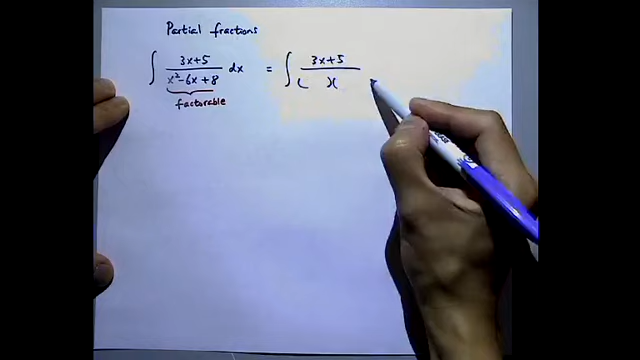 Partial fractions
∫ (3x+5)/(x²-6x+8) dx = ∫ (3x+5)/(  )(
factorable